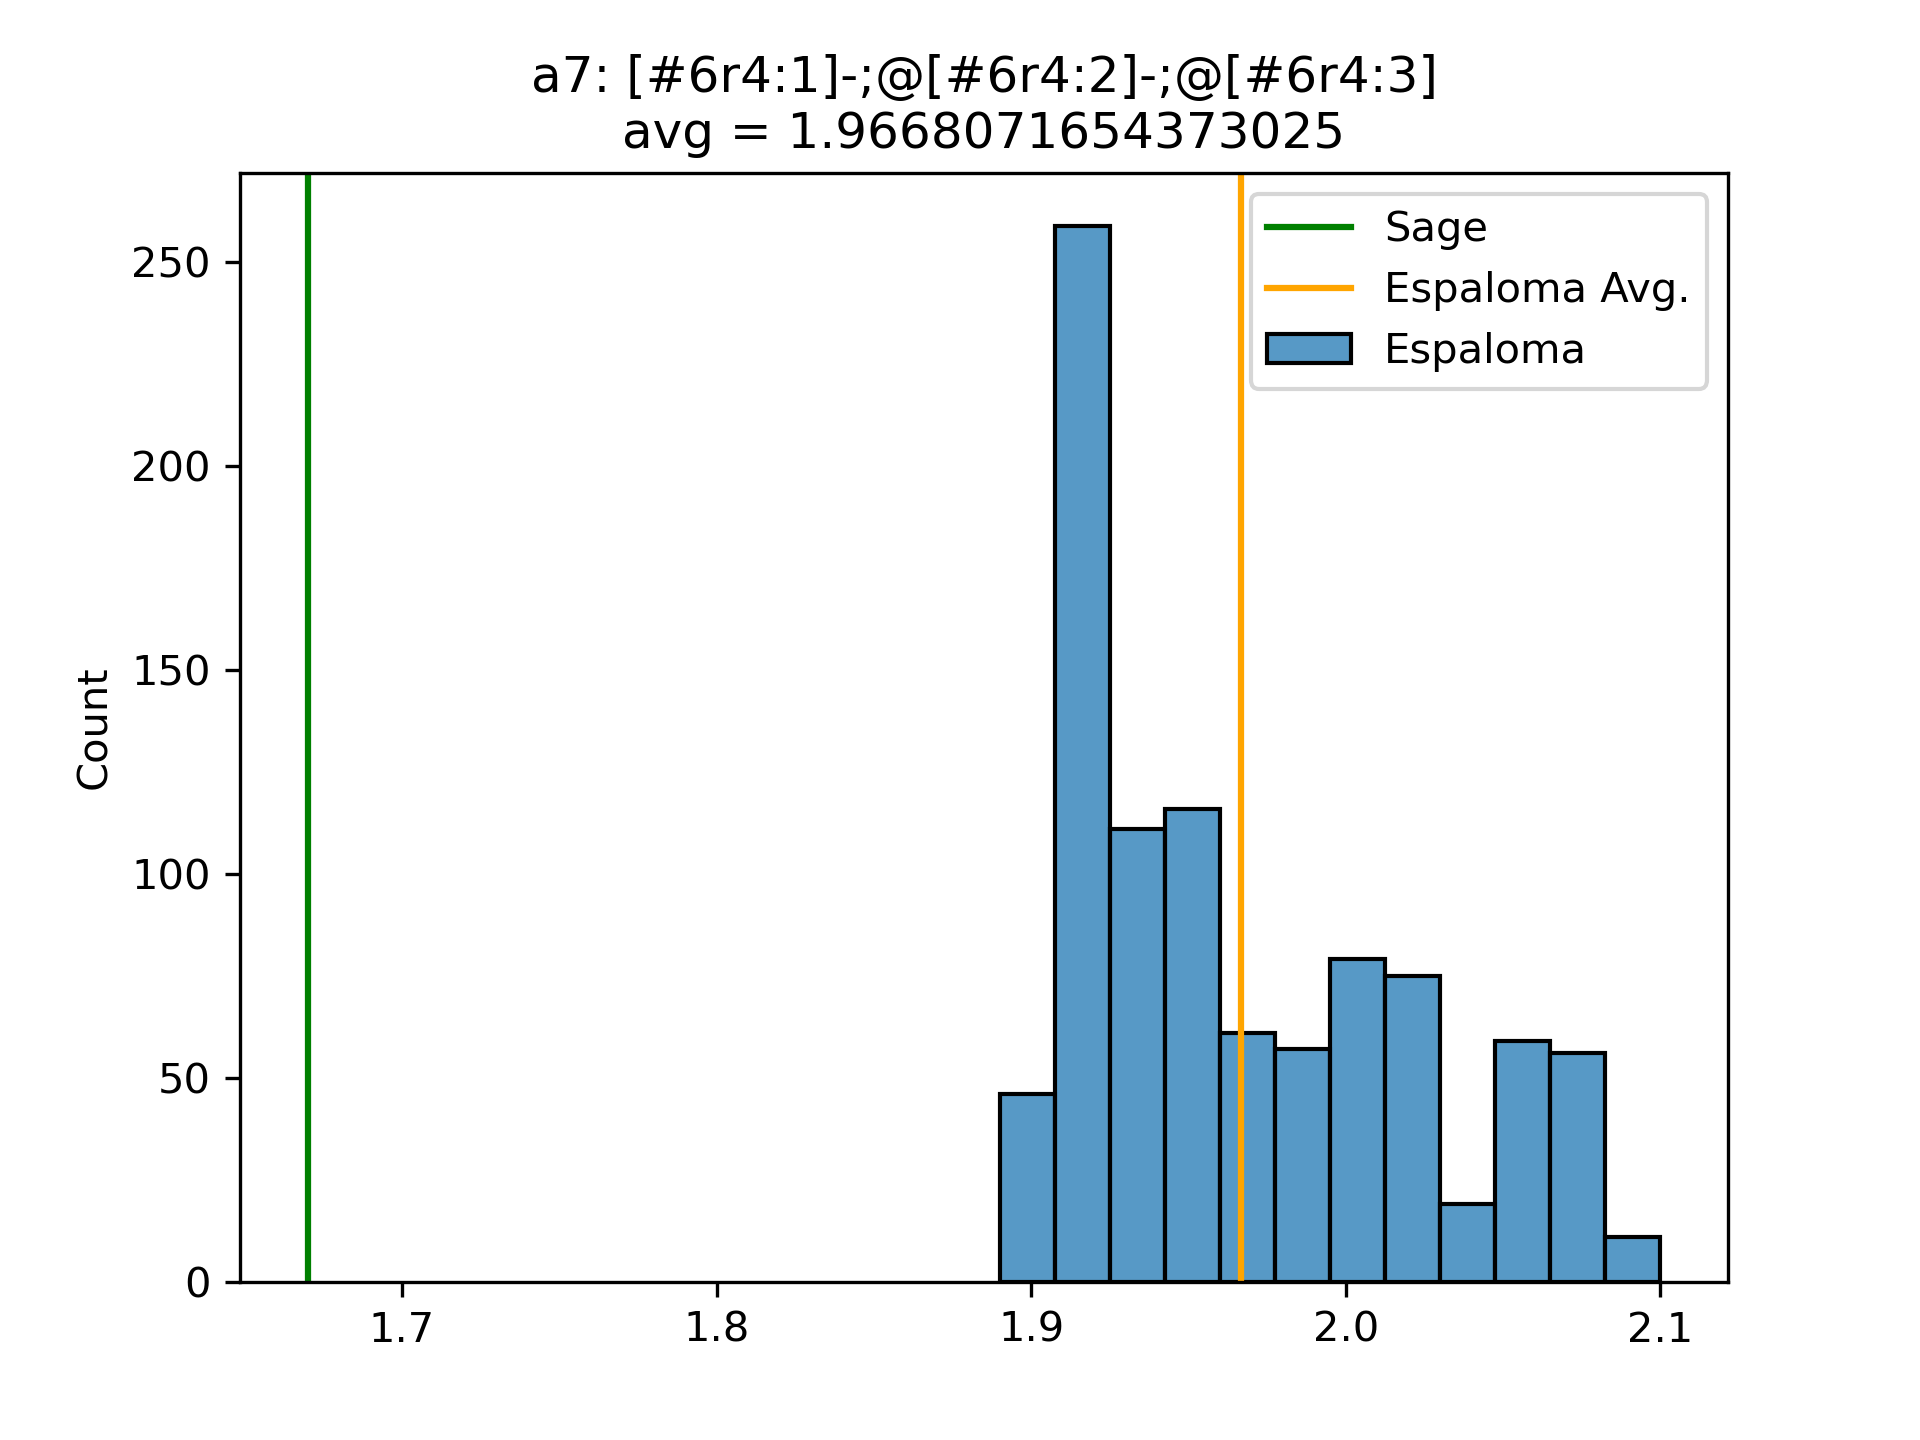 a7: [#6r4:1]-;@[#6r4:2]-;@[#6r4:3]
avg = 1.9668071654373025
Sage
Espaloma Avg.
Espaloma
Count
250
200
150
100
50
0
1.7
1.8
1.9
2.0
2.1